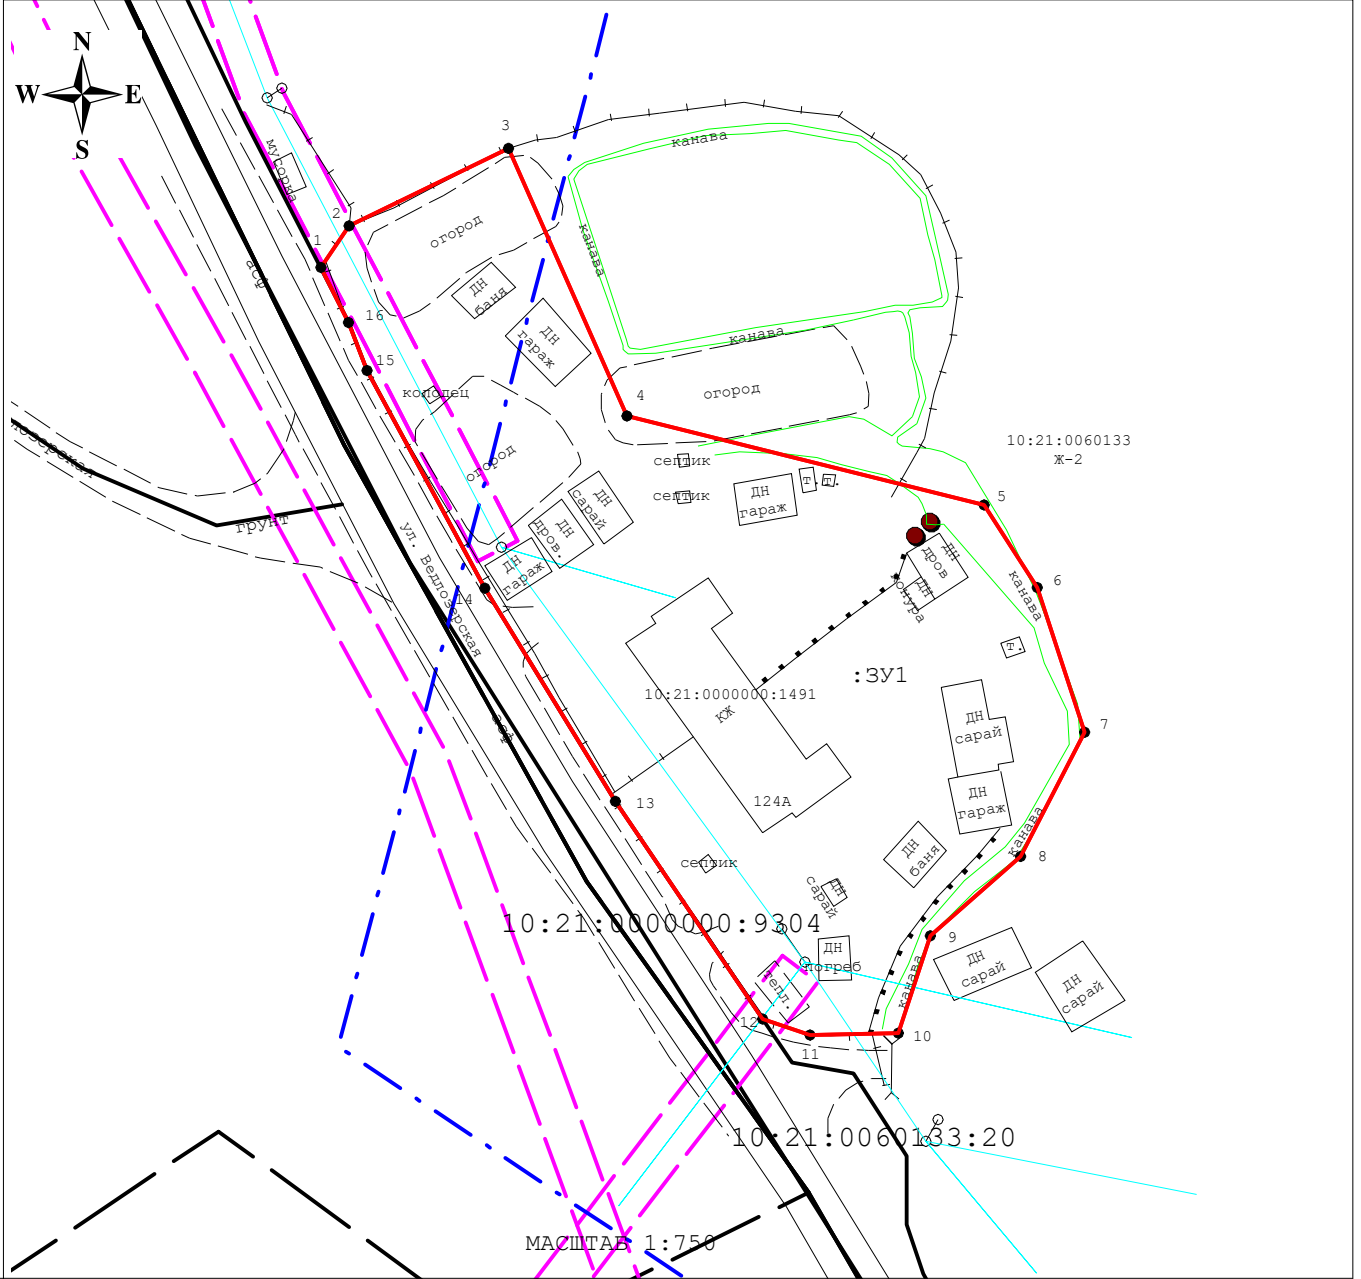 N
W E
S
3
канава
мусорка
2
огород
1
канава
асф
ДН
баня
16
ДН
гараж
канава
15
колодец
огород
4
10:21:0060133
Ж-2
огород
септик
т. т.
септик
ДН
гараж
ДН
сарай
5
грунт
ДН
дров.
ул. Ведлозерская
ДН
гараж
ДН
дров
ДН
конура
канава
6
14
т.
:ЗУ1
10:21:0000000:1491
КЖ
асф
ДН
сарай
7
13
124А
ДН
гараж
канава
ДН
баня
8
септик
ДН
сарай
10:21:0000000:9304
9
ДН
погреб
ДН
сарай
тепл.
канава
ДН
сарай
12
10
11
10:21:0060133:20
МАСШТАБ 1:750